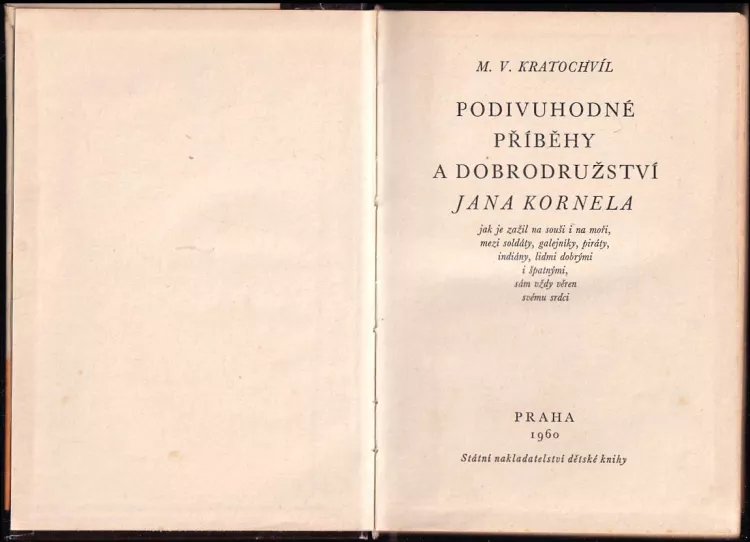 M. V. KRATOCHVÍL
PODIVUHODNÉ
PŘÍBĚHY
A DOBRODRUŽSTVÍ
JANA KORNELA
jak je zažil na souši i na moři,
mezi soldáty, galejníky, piráty,
indiány, lidmi dobrými
i špatnými,
sám vždy věren
svému srdci
PRAHA
1960
Státní nakladatelství dětské knihy